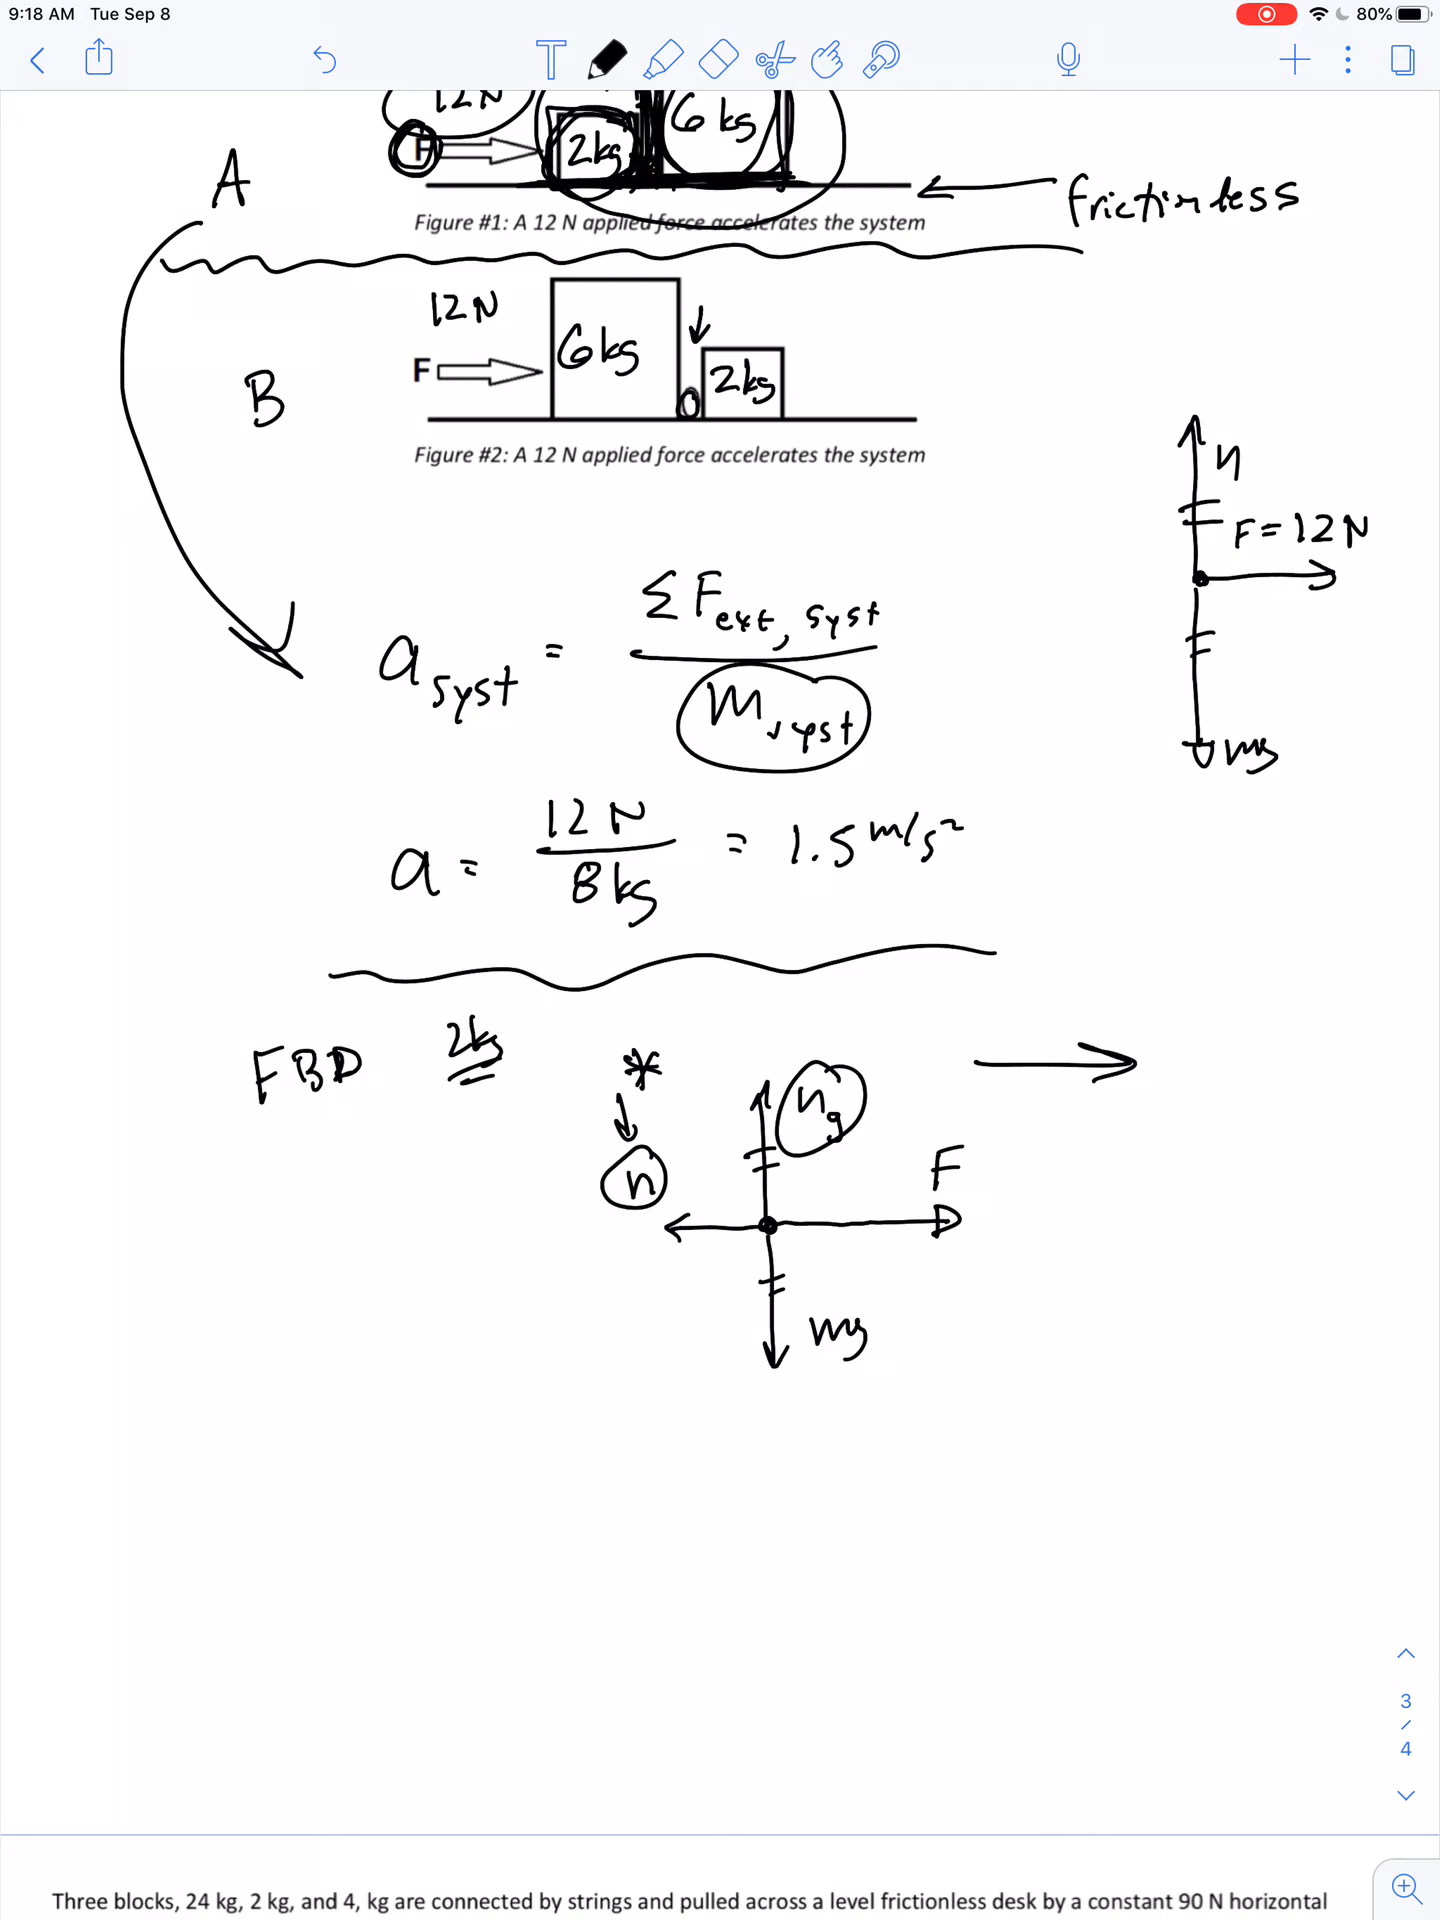 9:18 AM Tue Sep 8 80%
12N
F 2kg 6 kg
A
frictionless
Figure #1: A 12 N applied force accelerates the system
12N
F 6kg 2kg
B
Figure #2: A 12 N applied force accelerates the system
n
F = 12 N
mg
a syst = ΣF ext, syst / m syst
a = 12 N / 8 kg = 1.5 m/s²
FBD 2kg *
n g
n
F
mg
3
/
4
Three blocks, 24 kg, 2 kg, and 4, kg are connected by strings and pulled across a level frictionless desk by a constant 90 N horizontal